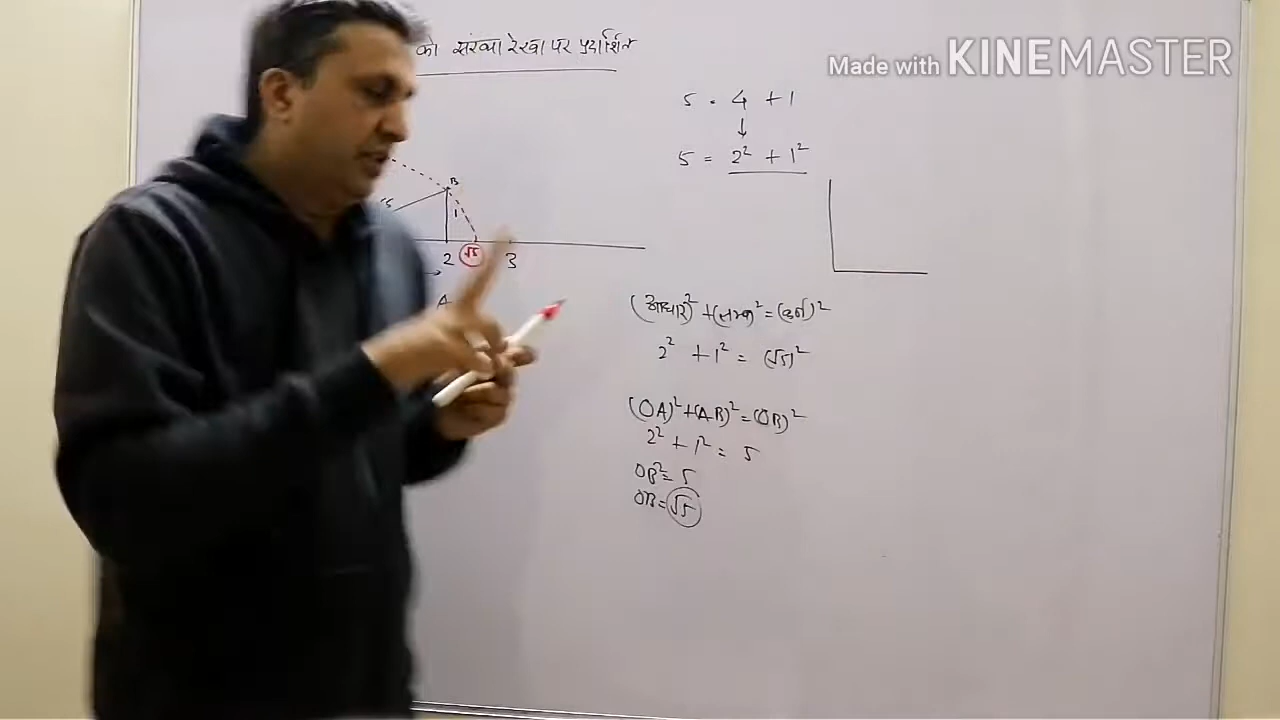 को संख्या रेखा पर प्रदर्शित
Made with KINEMASTER
5 = 4 + 1
↓
5 = 2² + 1²
B
√5
1
2 √5 3
A
(आधार)² + (लम्ब)² = (कर्ण)²
2² + 1² = (√5)²
(OA)² + (AB)² = (OB)²
2² + 1² = 5
OB² = 5
OB = √5